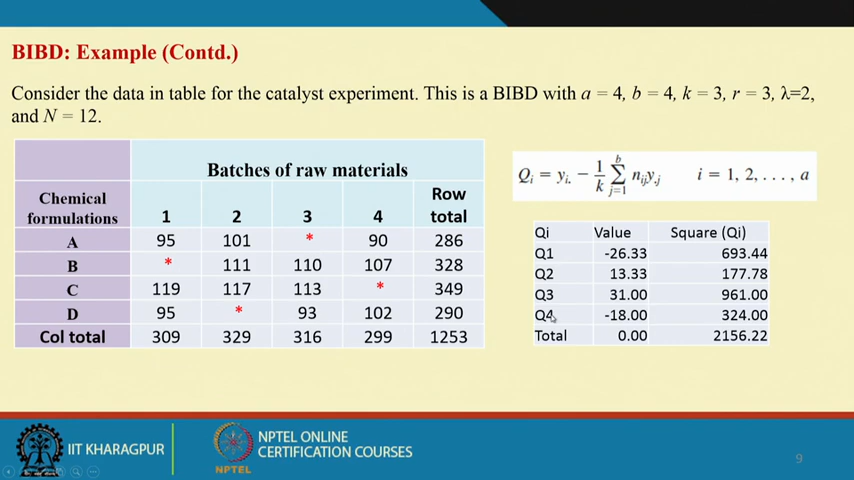 BIBD: Example (Contd.)
Consider the data in table for the catalyst experiment. This is a BIBD with a = 4, b = 4, k = 3, r = 3, λ=2,
and N = 12.
Batches of raw materials
Chemical formulations 1 2 3 4 Row total
A 95 101 * 90 286
B * 111 110 107 328
C 119 117 113 * 349
D 95 * 93 102 290
Col total 309 329 316 299 1253
Qᵢ = yᵢ. − 1/k ∑ⱼ₌₁ᵇ nᵢⱼy.ⱼ i = 1, 2, . . . , a
Qi Value Square (Qi)
Q1 -26.33 693.44
Q2 13.33 177.78
Q3 31.00 961.00
Q4 -18.00 324.00
Total 0.00 2156.22
IIT KHARAGPUR
NPTEL
NPTEL ONLINE
CERTIFICATION COURSES
9